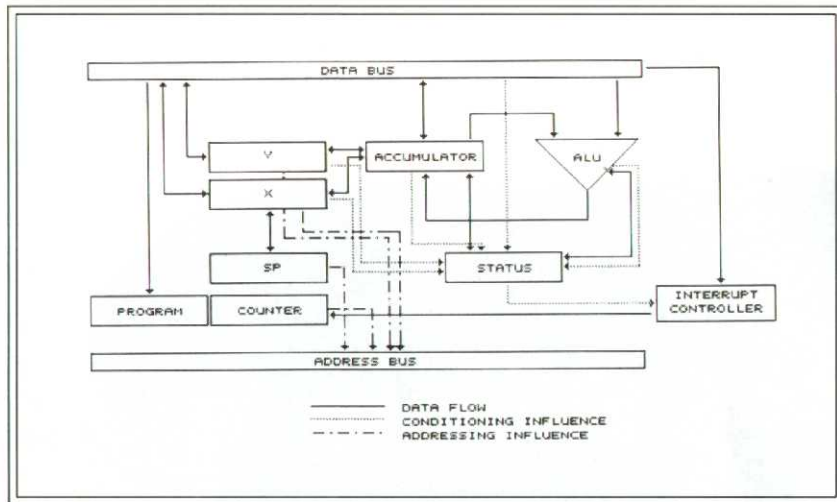 DATA BUS
Y
ACCUMULATOR
ALU
X
SP
STATUS
PROGRAM
COUNTER
INTERRUPT
CONTROLLER
ADDRESS BUS
DATA FLOW
CONDITIONING INFLUENCE
ADDRESSING INFLUENCE